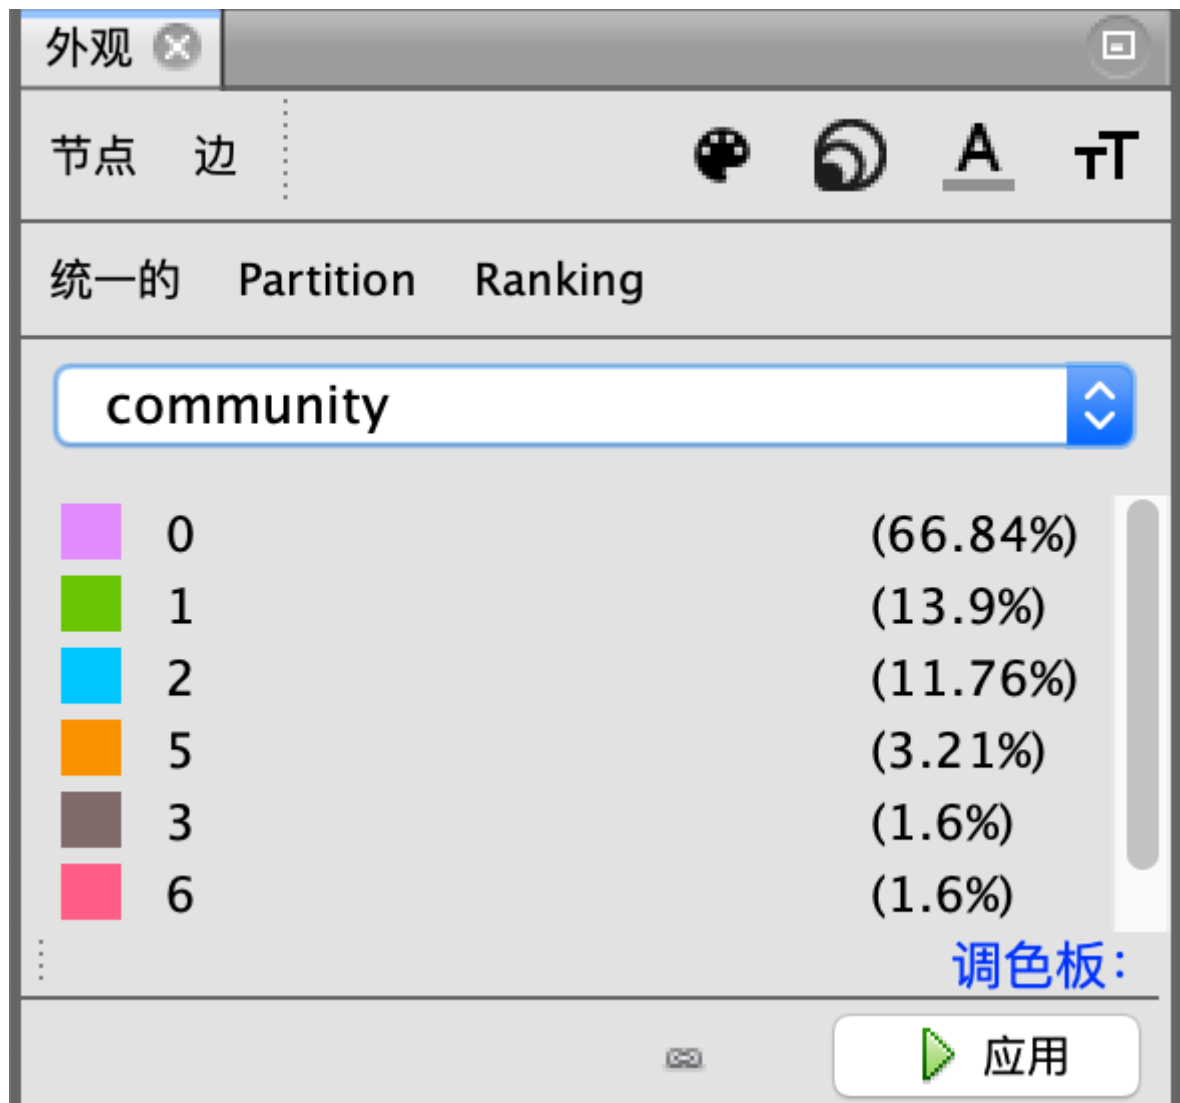 外观
节点 边 A TT
统一的 Partition Ranking
community
0 (66.84%)
1 (13.9%)
2 (11.76%)
5 (3.21%)
3 (1.6%)
6 (1.6%)
调色板：
应用